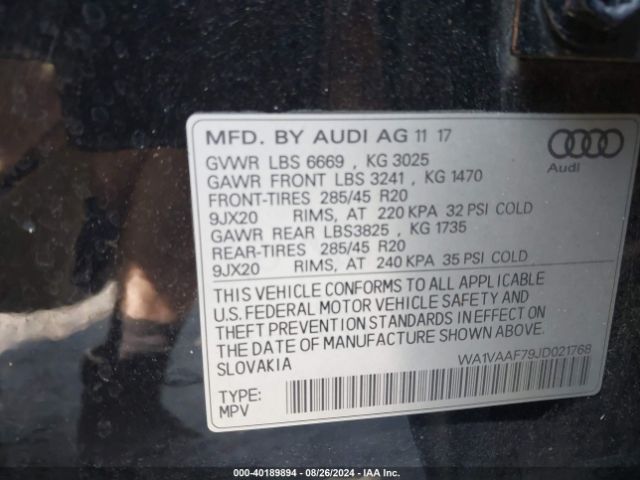 MFD. BY AUDI AG 11 17
Audi
GVWR LBS 6669 , KG 3025
GAWR FRONT LBS 3241 , KG 1470
FRONT-TIRES 285/45 R20
9JX20 RIMS, AT 220 KPA 32 PSI COLD
GAWR REAR LBS3825 , KG 1735
REAR-TIRES 285/45 R20
9JX20 RIMS, AT 240 KPA 35 PSI COLD
THIS VEHICLE CONFORMS TO ALL APPLICABLE
U.S. FEDERAL MOTOR VEHICLE SAFETY AND
THEFT PREVENTION STANDARDS IN EFFECT ON
THE DATE OF MANUFACTURE SHOWN ABOVE.
SLOVAKIA
WA1VAAF79JD021768
TYPE:
MPV
000-40189894 - 08/26/2024 - IAA Inc.